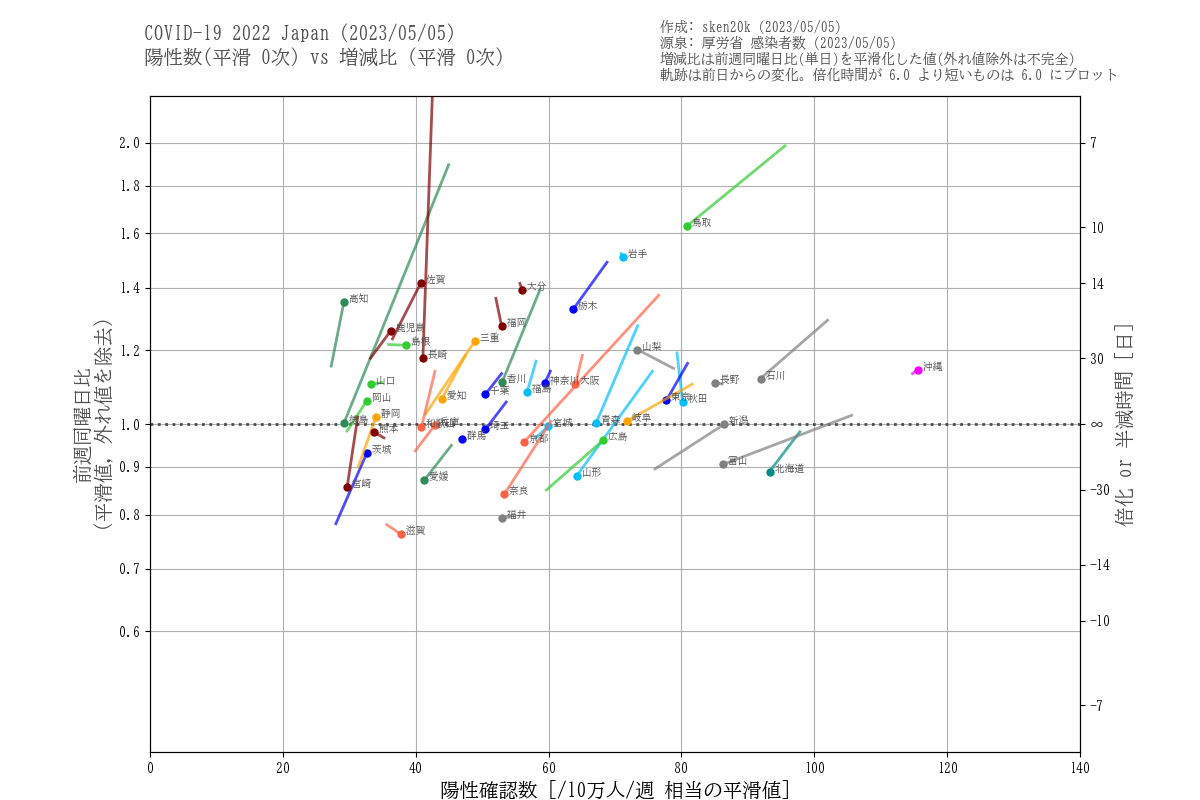 COVID-19 2022 Japan (2023/05/05)
陽性数(平滑 0次) vs 増減比 (平滑 0次)
作成: sken20k (2023/05/05)
源泉: 厚労省 感染者数 (2023/05/05)
増減比は前週同曜日比(単日)を平滑化した値(外れ値除外は不完全)
軌跡は前日からの変化。倍化時間が 6.0 より短いものは 6.0 にプロット
2.0
1.8
1.6
1.4
1.2
1.0
0.9
0.8
0.7
0.6
前週同曜日比
(平滑値, 外れ値を除去)
7
10
14
30
∞
-30
-14
-10
-7
倍化 or 半減時間 [日]
鳥取
岩手
佐賀
大分
高知
栃木
福岡
鹿児島
島根
三重
長崎
山梨
沖縄
山口
香川
神奈川
大阪
長野
石川
岡山
愛知
千葉
福島
東京
秋田
静岡
徳島
熊本
兵庫
埼玉
宮城
青森
岐阜
新潟
群馬
京都
広島
茨城
富山
北海道
宮崎
愛媛
山形
奈良
福井
滋賀
0
20
40
60
80
100
120
140
陽性確認数 [/10万人/週 相当の平滑値]